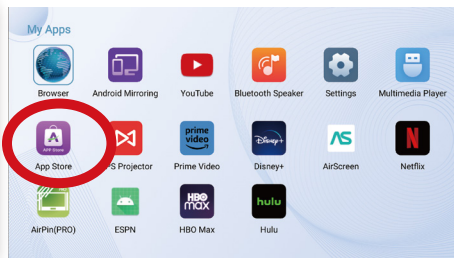 My Apps
Browser Android Mirroring YouTube Bluetooth Speaker Settings Multimedia Player
A
APP Store
prime
video
Disney+
AS
N
App Store S Projector Prime Video Disney+ AirScreen Netflix
HBO
max
hulu
AirPin(PRO) ESPN HBO Max Hulu